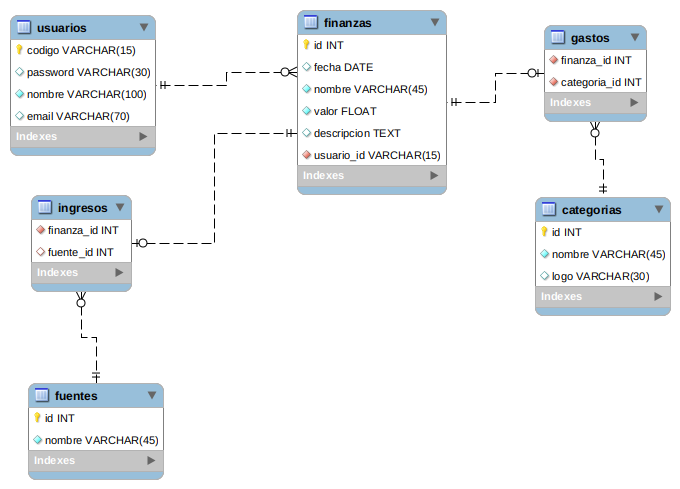 usuarios
codigo VARCHAR(15)
password VARCHAR(30)
nombre VARCHAR(100)
email VARCHAR(70)
Indexes
finanzas
id INT
fecha DATE
nombre VARCHAR(45)
valor FLOAT
descripcion TEXT
usuario_id VARCHAR(15)
Indexes
gastos
finanza_id INT
categoria_id INT
Indexes
ingresos
finanza_id INT
fuente_id INT
Indexes
categorias
id INT
nombre VARCHAR(45)
logo VARCHAR(30)
Indexes
fuentes
id INT
nombre VARCHAR(45)
Indexes